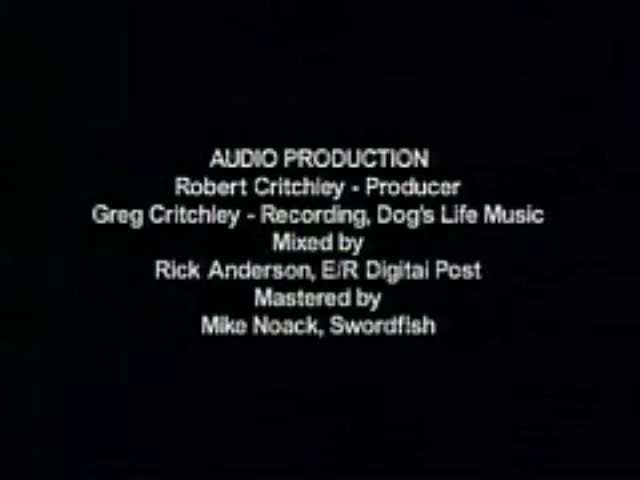 AUDIO PRODUCTION
Robert Critchley - Producer
Greg Critchley - Recording, Dog's Life Music
Mixed by
Rick Anderson, E/R Digital Post
Mastered by
Mike Noack, Swordfish